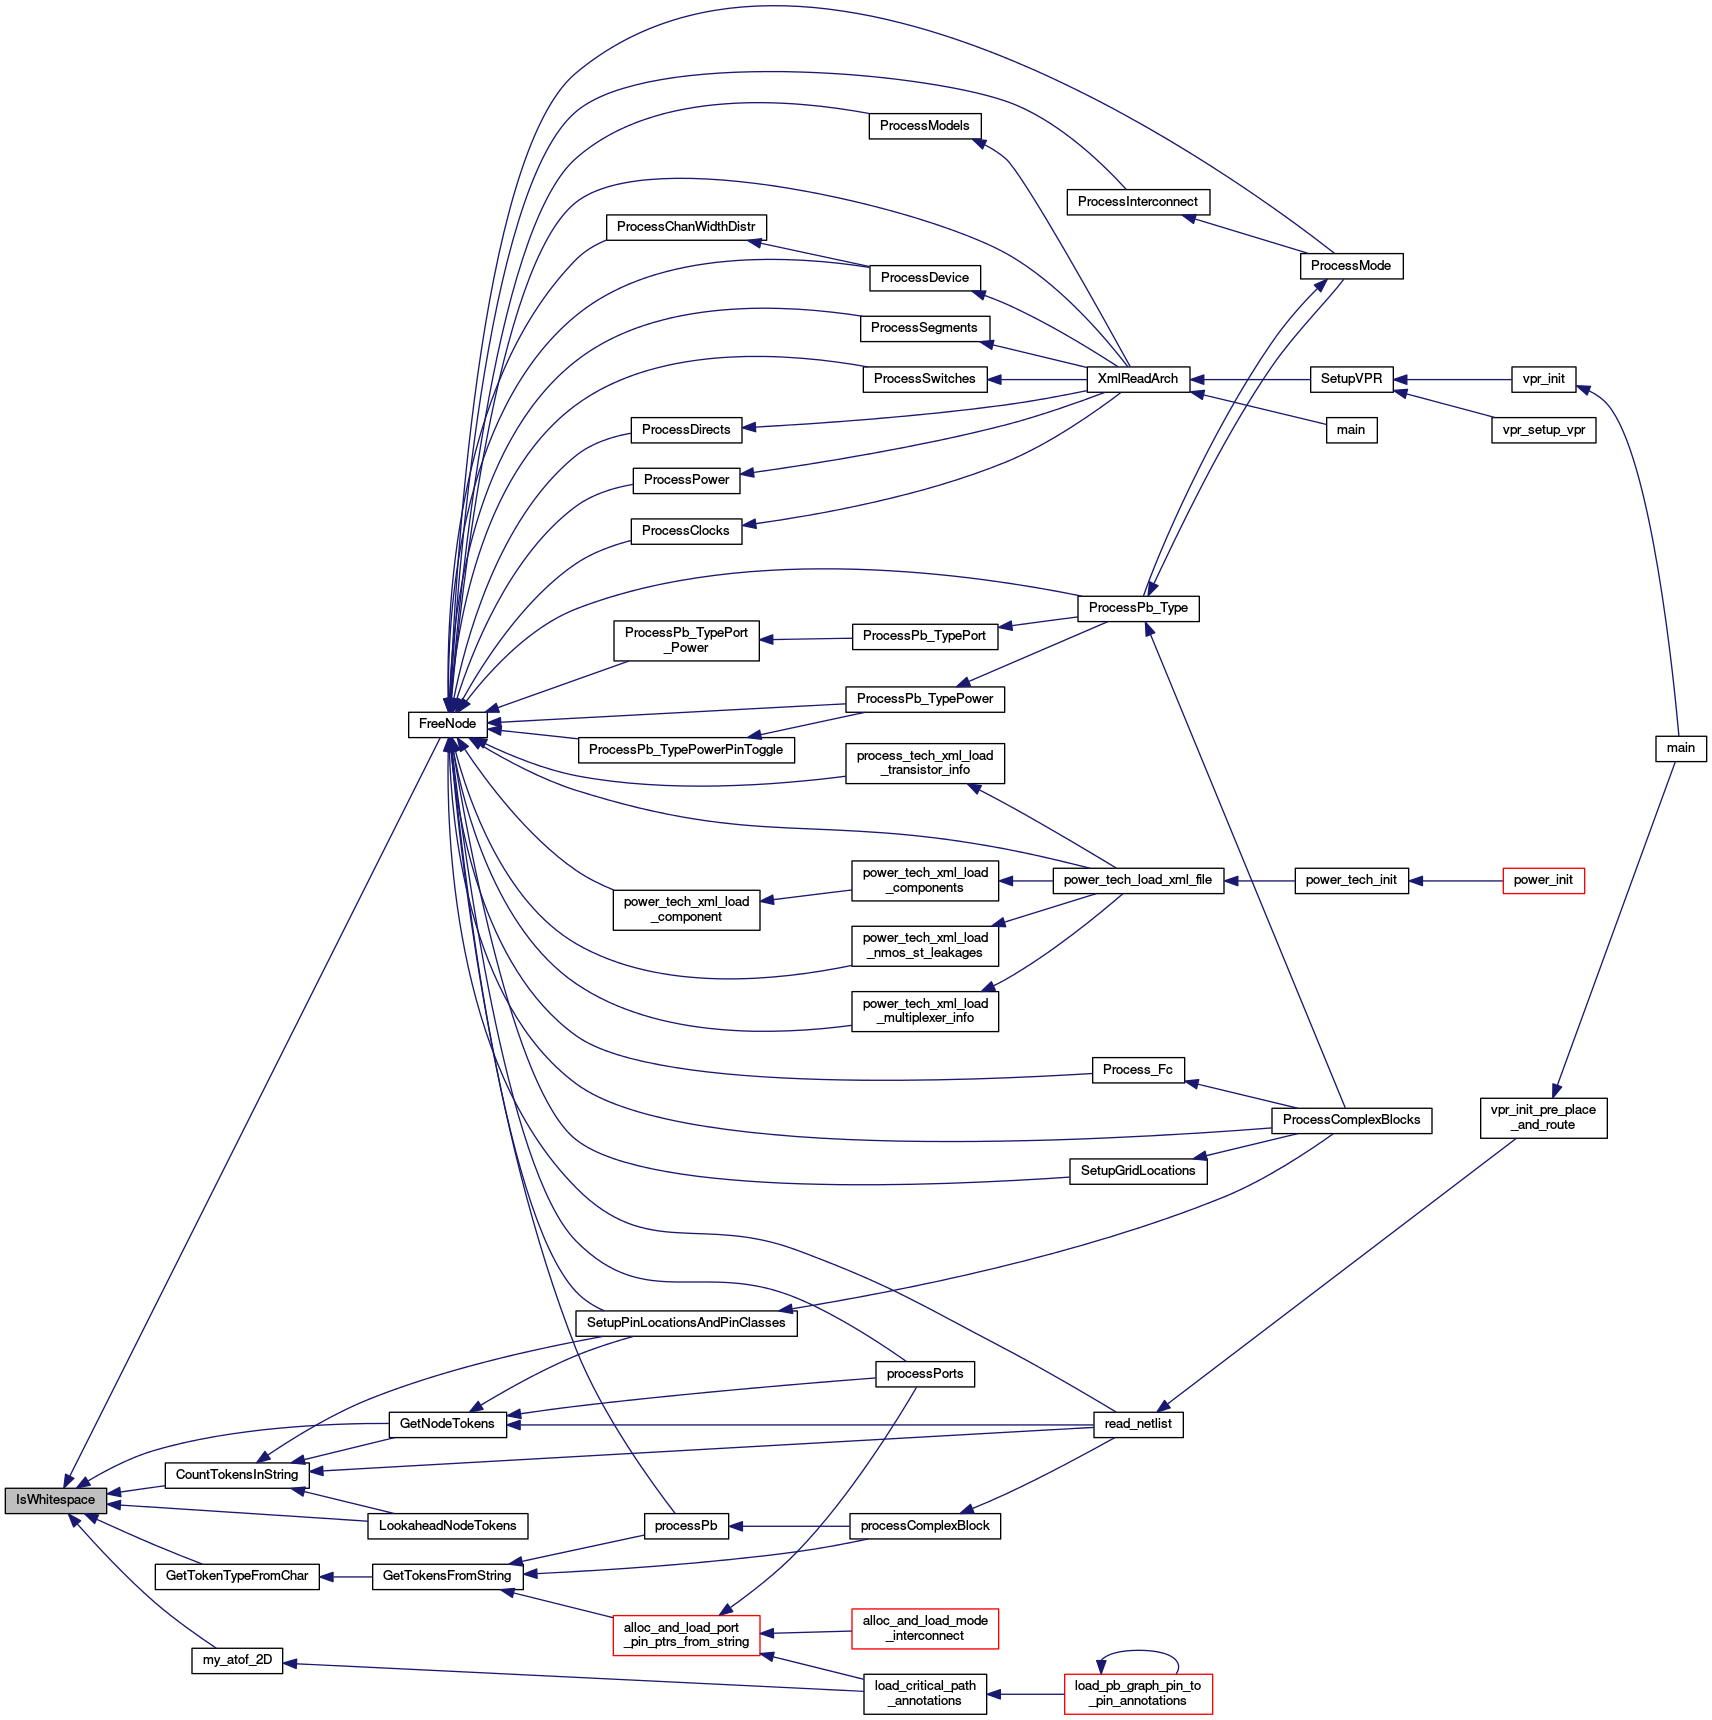 ProcessModels
ProcessInterconnect
ProcessChanWidthDistr
ProcessMode
ProcessDevice
ProcessSegments
ProcessSwitches
XmlReadArch
SetupVPR
vpr_init
ProcessDirects
main
vpr_setup_vpr
ProcessPower
ProcessClocks
ProcessPb_Type
ProcessPb_TypePort
_Power
ProcessPb_TypePort
ProcessPb_TypePower
FreeNode
ProcessPb_TypePowerPinToggle
main
process_tech_xml_load
_transistor_info
power_tech_xml_load
_components
power_tech_load_xml_file
power_tech_init
power_init
power_tech_xml_load
_component
power_tech_xml_load
_nmos_st_leakages
power_tech_xml_load
_multiplexer_info
Process_Fc
ProcessComplexBlocks
vpr_init_pre_place
_and_route
SetupGridLocations
SetupPinLocationsAndPinClasses
processPorts
GetNodeTokens
read_netlist
CountTokensInString
IsWhitespace
LookaheadNodeTokens
processPb
processComplexBlock
GetTokenTypeFromChar
GetTokensFromString
alloc_and_load_port
_pin_ptrs_from_string
alloc_and_load_mode
_interconnect
my_atof_2D
load_critical_path
_annotations
load_pb_graph_pin_to
_pin_annotations